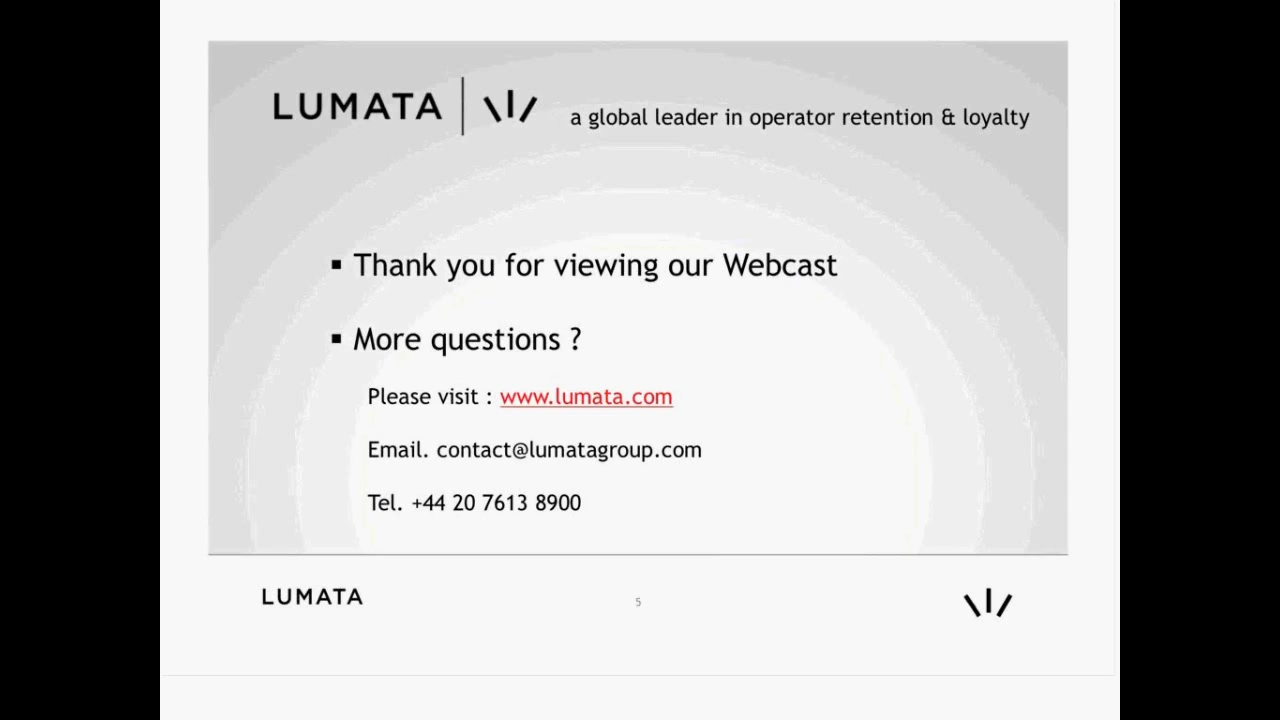 LUMATA
a global leader in operator retention & loyalty
▪ Thank you for viewing our Webcast
▪ More questions ?
Please visit : www.lumata.com
Email. contact@lumatagroup.com
Tel. +44 20 7613 8900
LUMATA
5